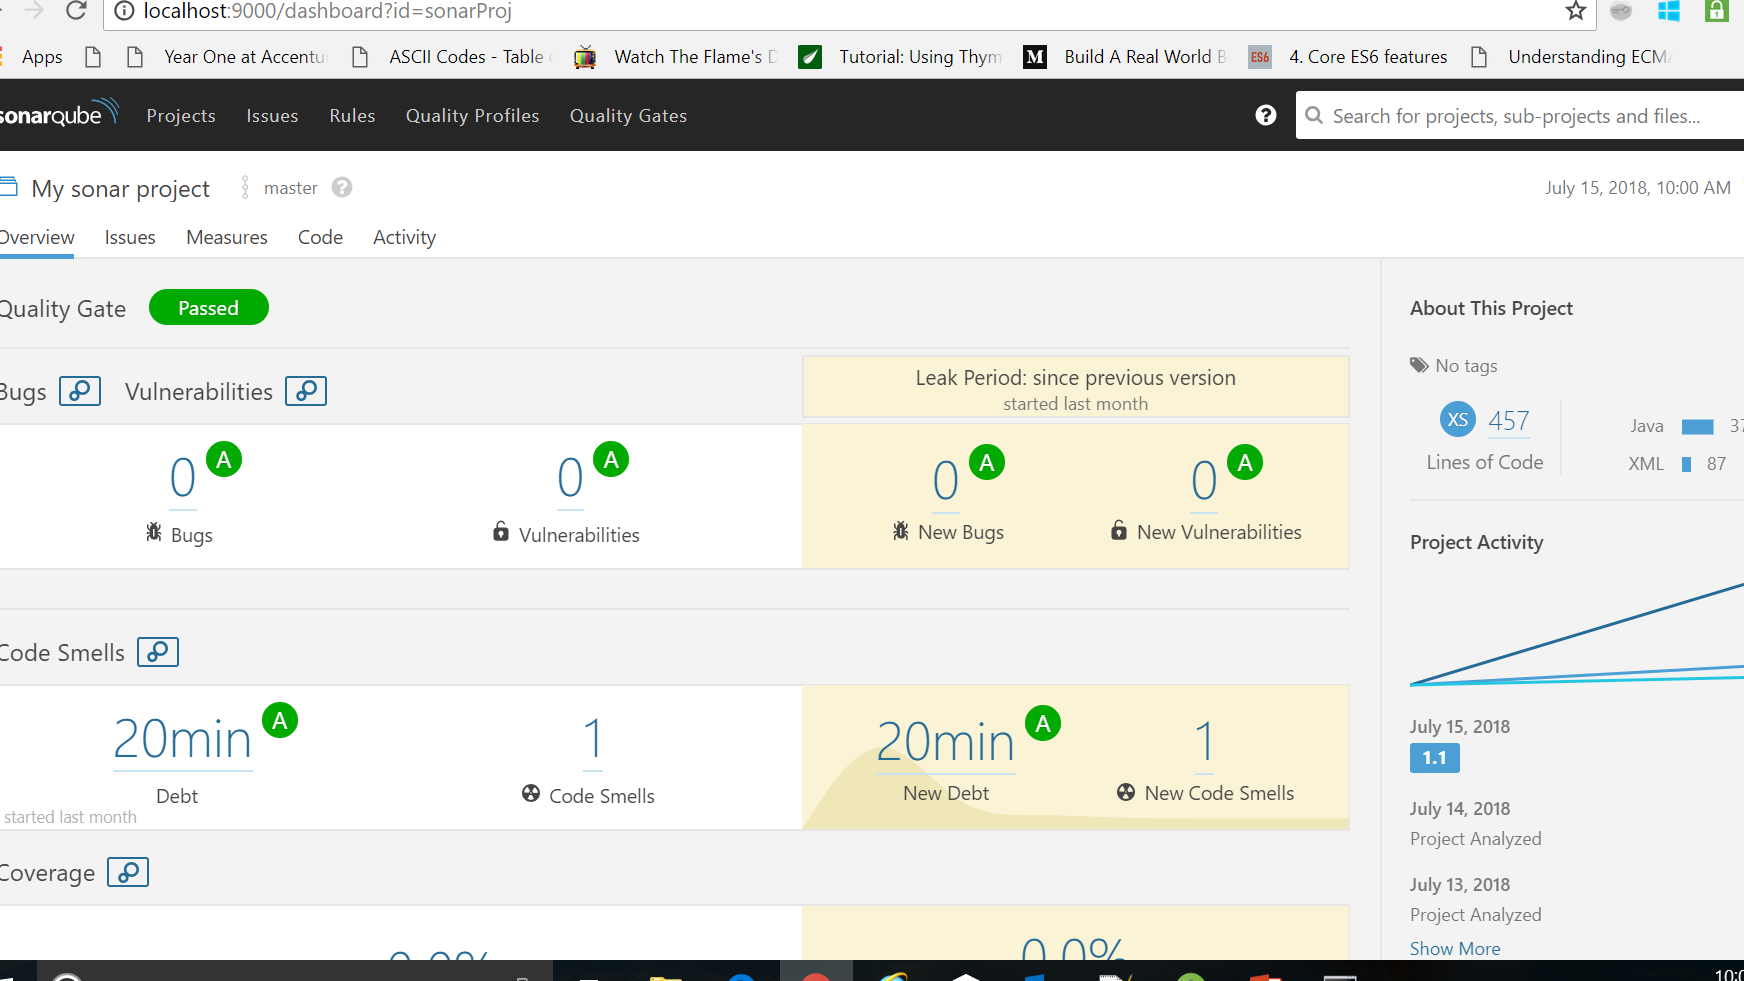 localhost:9000/dashboard?id=sonarProj
Apps Year One at Accentu ASCII Codes - Table Watch The Flame's D Tutorial: Using Thym M Build A Real World B ES6 4. Core ES6 features Understanding ECMA
sonarqube Projects Issues Rules Quality Profiles Quality Gates ? Search for projects, sub-projects and files...
My sonar project master ? July 15, 2018, 10:00 AM
Overview Issues Measures Code Activity
Quality Gate Passed
About This Project
Bugs Vulnerabilities
Leak Period: since previous version
started last month
No tags
0 A Bugs
0 A Vulnerabilities
0 A New Bugs
0 A New Vulnerabilities
XS 457
Lines of Code
Java 37
XML 87
Project Activity
Code Smells
20min A
Debt
started last month
1
Code Smells
20min A
New Debt
1
New Code Smells
July 15, 2018
1.1
July 14, 2018
Project Analyzed
July 13, 2018
Project Analyzed
Show More
Coverage
0.0% 0.0%